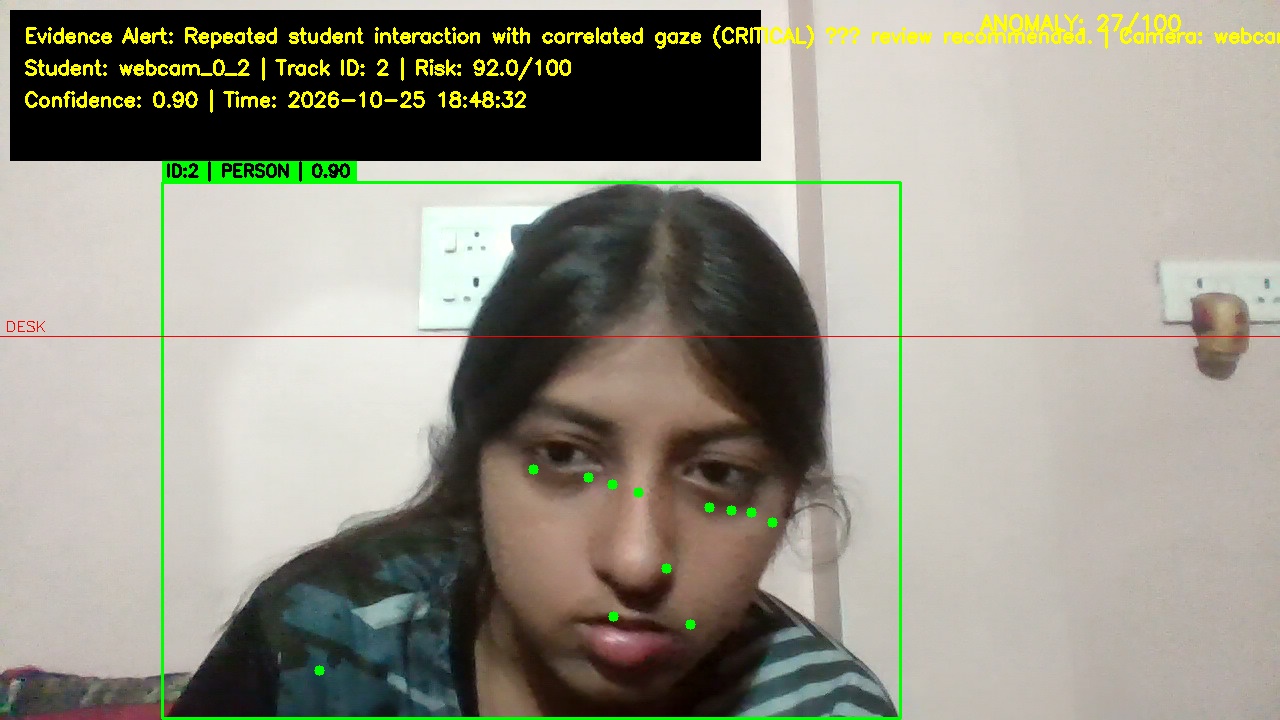 ANOMALY: 27/100
Evidence Alert: Repeated student interaction with correlated gaze (CRITICAL) ??? review recommended. | Camera: webcam
Student: webcam_0_2 | Track ID: 2 | Risk: 92.0/100
Confidence: 0.90 | Time: 2026-10-25 18:48:32
ID:2 | PERSON | 0.90
DESK